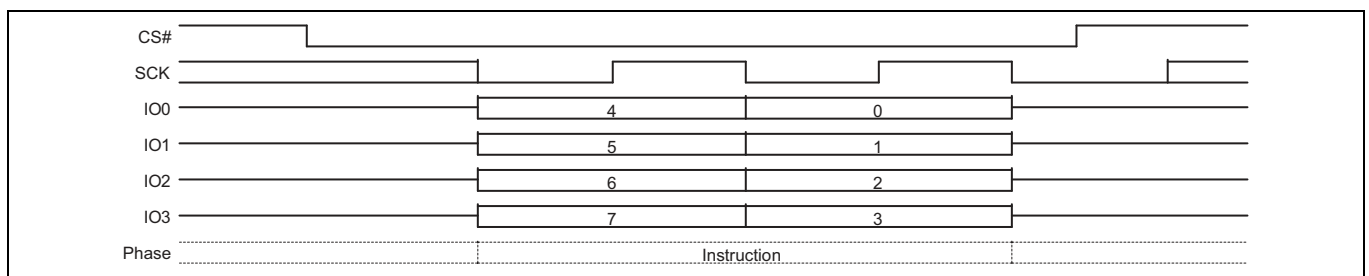 CS#
SCK
IO0 4 0
IO1 5 1
IO2 6 2
IO3 7 3
Phase Instruction